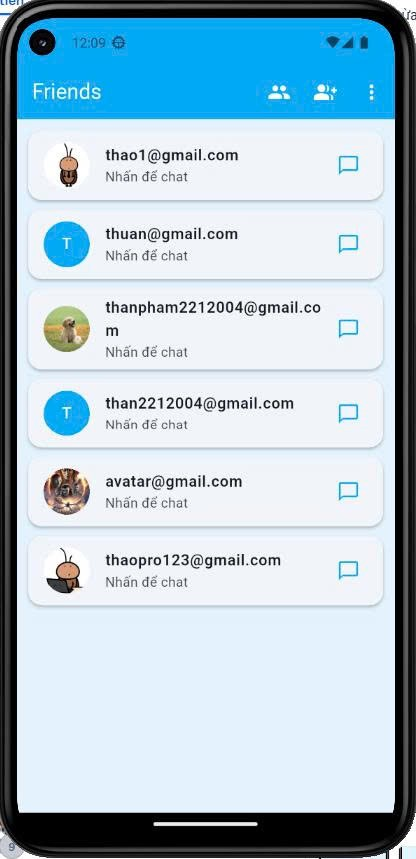 tiến
12:09
Friends
thao1@gmail.com
Nhấn để chat
T
thuan@gmail.com
Nhấn để chat
thanpham2212004@gmail.co
m
Nhấn để chat
T
than2212004@gmail.com
Nhấn để chat
avatar@gmail.com
Nhấn để chat
thaopro123@gmail.com
Nhấn để chat
9